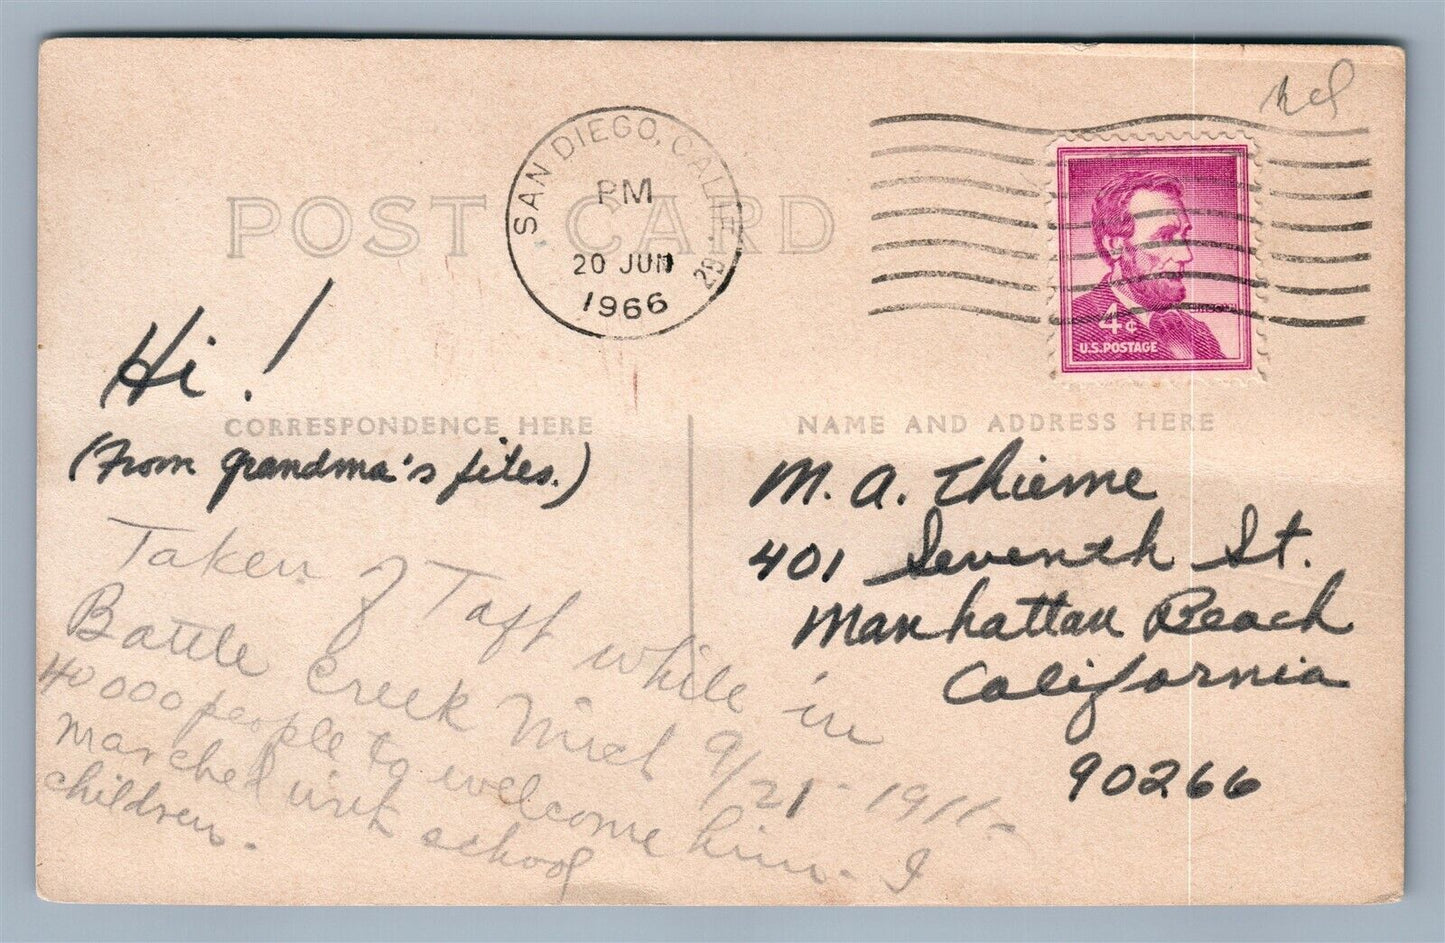 POST CARD
SAN DIEGO, CALIF.
PM
20 JUN
1966
4¢
U.S. POSTAGE
Hi!
CORRESPONDENCE HERE
(From grandma's files.)
Taken of Taft while in
Battle Creek Mich 9/21-1911-
40 000 people to welcome him. I
marched with school
children.
NAME AND ADDRESS HERE
M. A. Thieme
401 Seventh St.
Manhattan Beach
California
90266